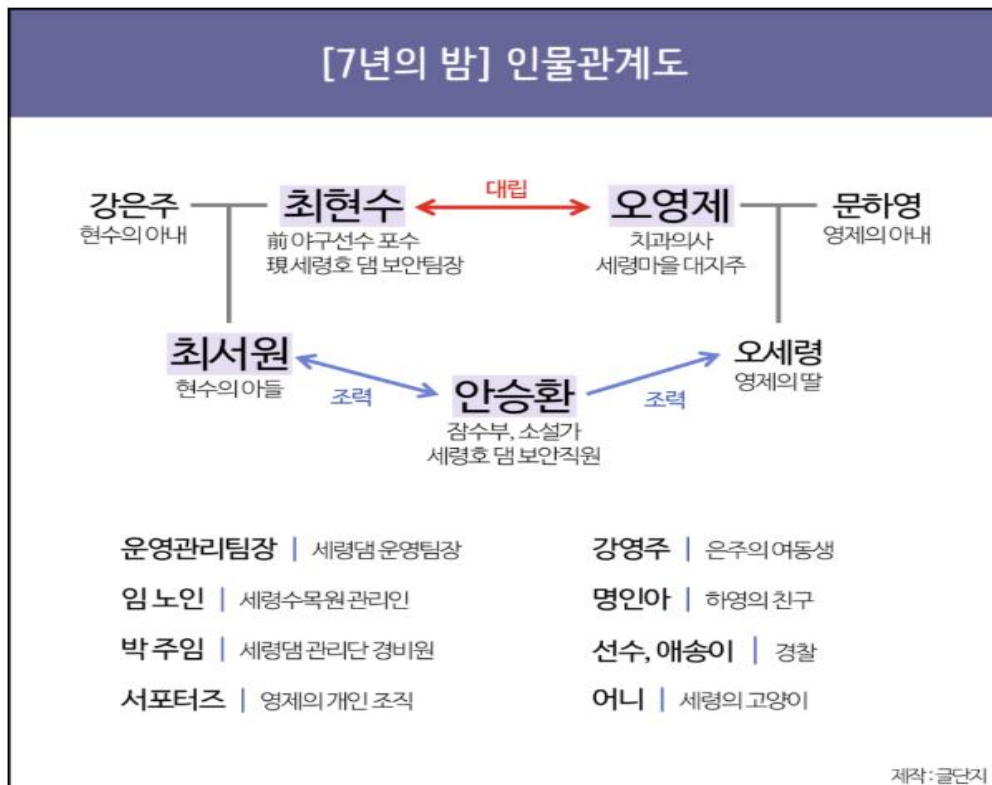 [7년의 밤] 인물관계도
강은주
현수의 아내
최현수
前 야구선수 포수
現 세령호 댐 보안팀장
대립
오영제
치과의사
세령마을 대지주
문하영
영제의 아내
최서원
현수의 아들
조력
안승환
잠수부, 소설가
세령호 댐 보안직원
조력
오세령
영제의 딸
운영관리팀장 | 세령댐 운영팀장
강영주 | 은주의 여동생
임 노인 | 세령수목원 관리인
명인아 | 하영의 친구
박 주임 | 세령댐 관리단 경비원
선수, 애송이 | 경찰
서포터즈 | 영제의 개인 조직
어니 | 세령의 고양이
제작 : 글단지